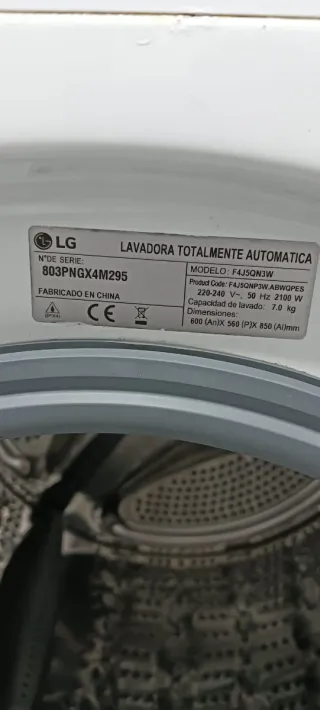 LG
LAVADORA TOTALMENTE AUTOMATICA
N°DE SERIE:
803PNGX4M295
FABRICADO EN CHINA
CE
MODELO: F4J5QN3W
Product Code: F4J5QNP3W.ABWQPES
220-240 V~, 50 Hz 2100 W
Capacidad de lavado: 7.0 kg
Dimensiones:
600 (An)X 560 (P)X 850 (Al)mm